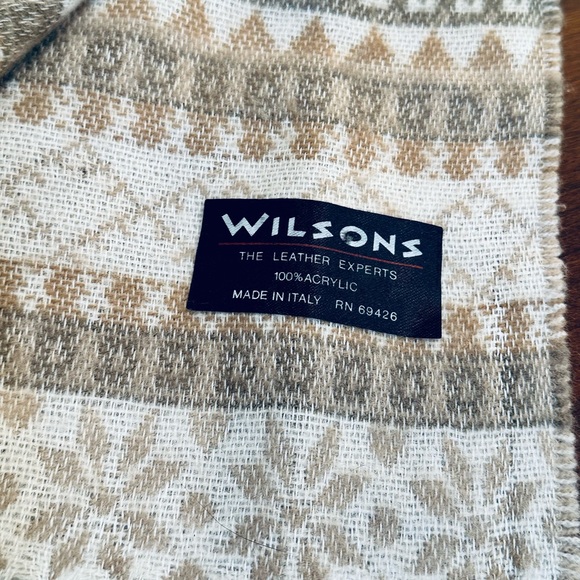 WILSONS
THE LEATHER EXPERTS
100% ACRYLIC
MADE IN ITALY RN 69426